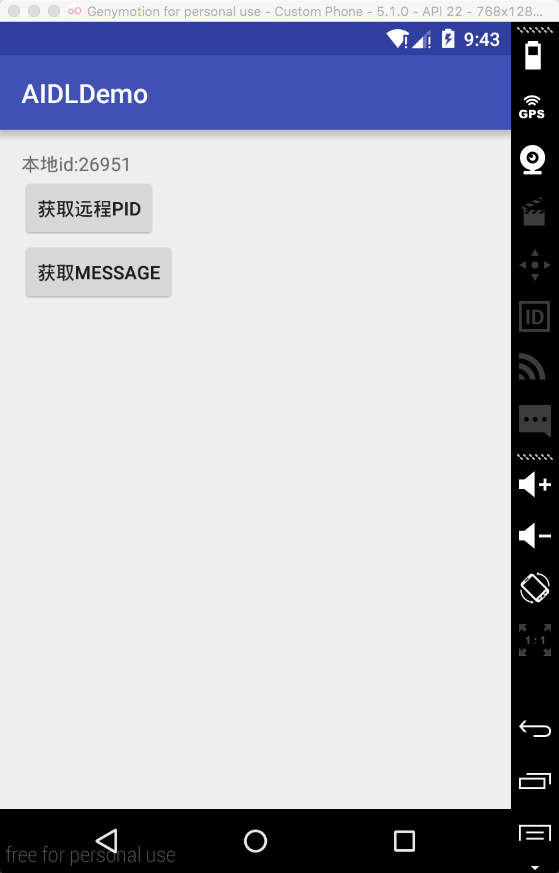 Genymotion for personal use - Custom Phone - 5.1.0 - API 22 - 768x128...
9:43
AIDLDemo
GPS
本地id:26951
获取远程PID
获取MESSAGE
ID
1:1
free for personal use